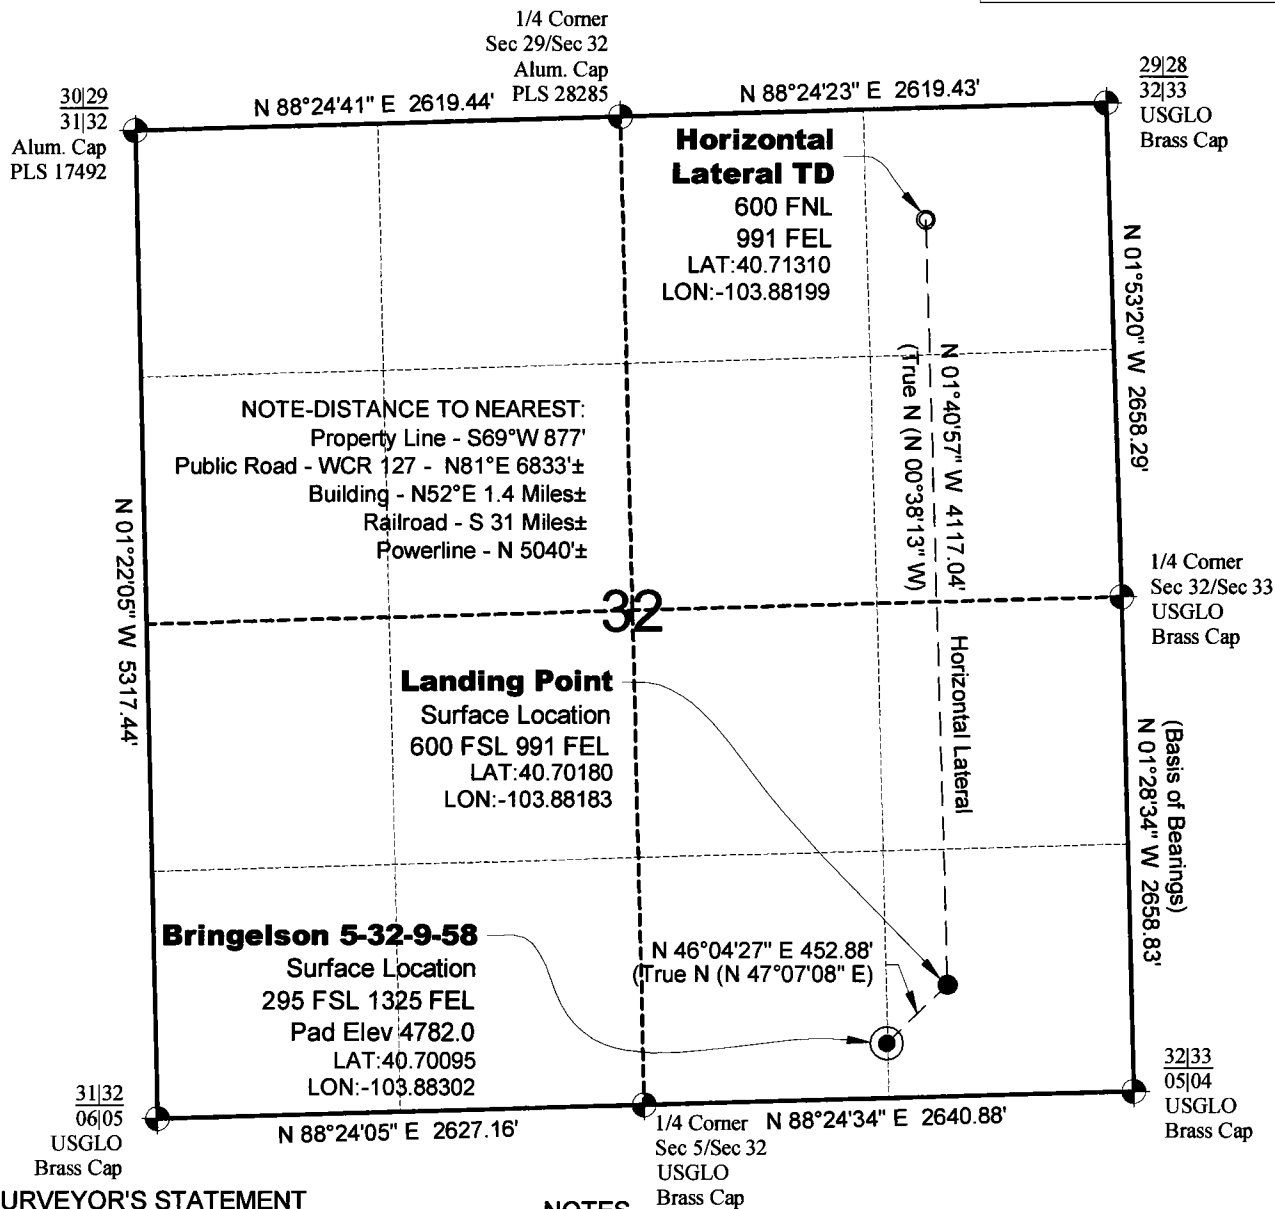 1/4 Corner
Sec 29/Sec 32
Alum. Cap
PLS 28285
30|29
31|32
Alum. Cap
PLS 17492
N 88°24'41" E 2619.44'
N 88°24'23" E 2619.43'
29|28
32|33
USGLO
Brass Cap
Horizontal
Lateral TD
600 FNL
991 FEL
LAT:40.71310
LON:-103.88199
N 01°53'20" W 2658.29'
N 01°40'57" W 4117.04'
(True N (N 00°38'13" W)
NOTE-DISTANCE TO NEAREST:
Property Line - S69°W 877'
Public Road - WCR 127 - N81°E 6833'±
Building - N52°E 1.4 Miles±
Railroad - S 31 Miles±
Powerline - N 5040'±
N 01°22'05" W 5317.44'
32
1/4 Corner
Sec 32/Sec 33
USGLO
Brass Cap
Horizontal Lateral
Landing Point
Surface Location
600 FSL 991 FEL
LAT:40.70180
LON:-103.88183
(Basis of Bearings)
N 01°28'34" W 2658.83'
Bringelson 5-32-9-58
Surface Location
295 FSL 1325 FEL
Pad Elev 4782.0
LAT:40.70095
LON:-103.88302
N 46°04'27" E 452.88'
(True N (N 47°07'08" E)
31|32
06|05
USGLO
Brass Cap
N 88°24'05" E 2627.16'
1/4 Corner
Sec 5/Sec 32
USGLO
Brass Cap
N 88°24'34" E 2640.88'
32|33
05|04
USGLO
Brass Cap
URVEYOR'S STATEMENT
NOTES